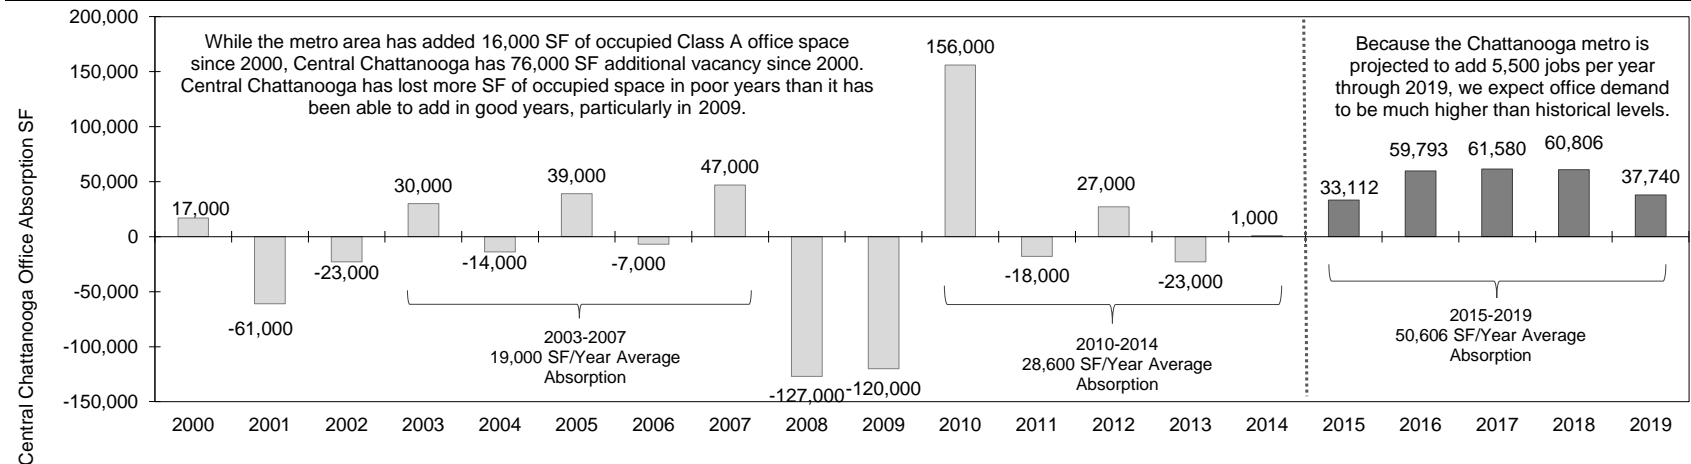 200,000
150,000
100,000
50,000
0
-50,000
-100,000
-150,000
Central Chattanooga Office Absorption SF
While the metro area has added 16,000 SF of occupied Class A office space
since 2000, Central Chattanooga has 76,000 SF additional vacancy since 2000.
Central Chattanooga has lost more SF of occupied space in poor years than it has
been able to add in good years, particularly in 2009.
Because the Chattanooga metro is
projected to add 5,500 jobs per year
through 2019, we expect office demand
to be much higher than historical levels.
17,000
-61,000
-23,000
30,000
-14,000
39,000
-7,000
47,000
-127,000
-120,000
156,000
-18,000
27,000
-23,000
1,000
33,112
59,793
61,580
60,806
37,740
2003-2007
19,000 SF/Year Average
Absorption
2010-2014
28,600 SF/Year Average
Absorption
2015-2019
50,606 SF/Year Average
Absorption
2000 2001 2002 2003 2004 2005 2006 2007 2008 2009 2010 2011 2012 2013 2014 2015 2016 2017 2018 2019